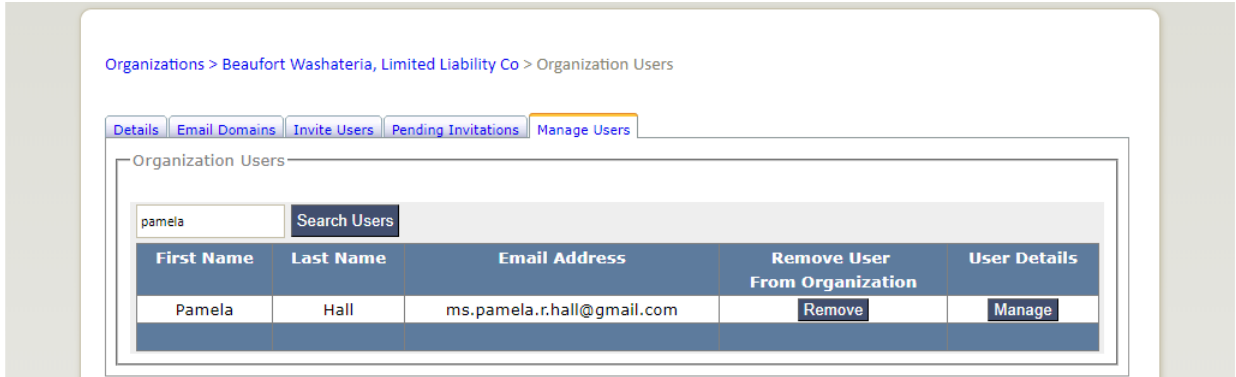 Organizations > Beaufort Washateria, Limited Liability Co > Organization Users
Details Email Domains Invite Users Pending Invitations Manage Users
Organization Users
pamela Search Users
First Name Last Name Email Address Remove User From Organization User Details
Pamela Hall ms.pamela.r.hall@gmail.com Remove Manage